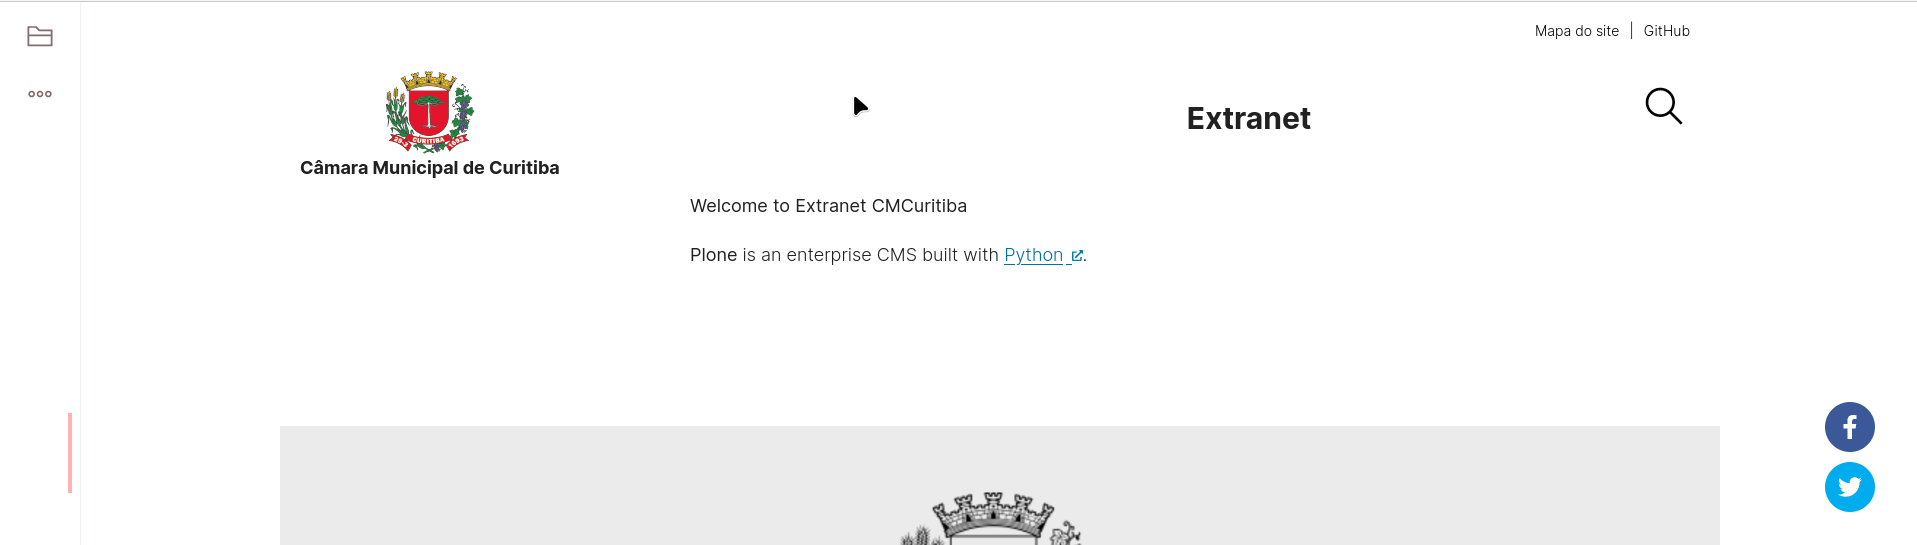 Mapa do site | GitHub
CURITIBA
Câmara Municipal de Curitiba
Extranet
Welcome to Extranet CMCuritiba
Plone is an enterprise CMS built with Python.